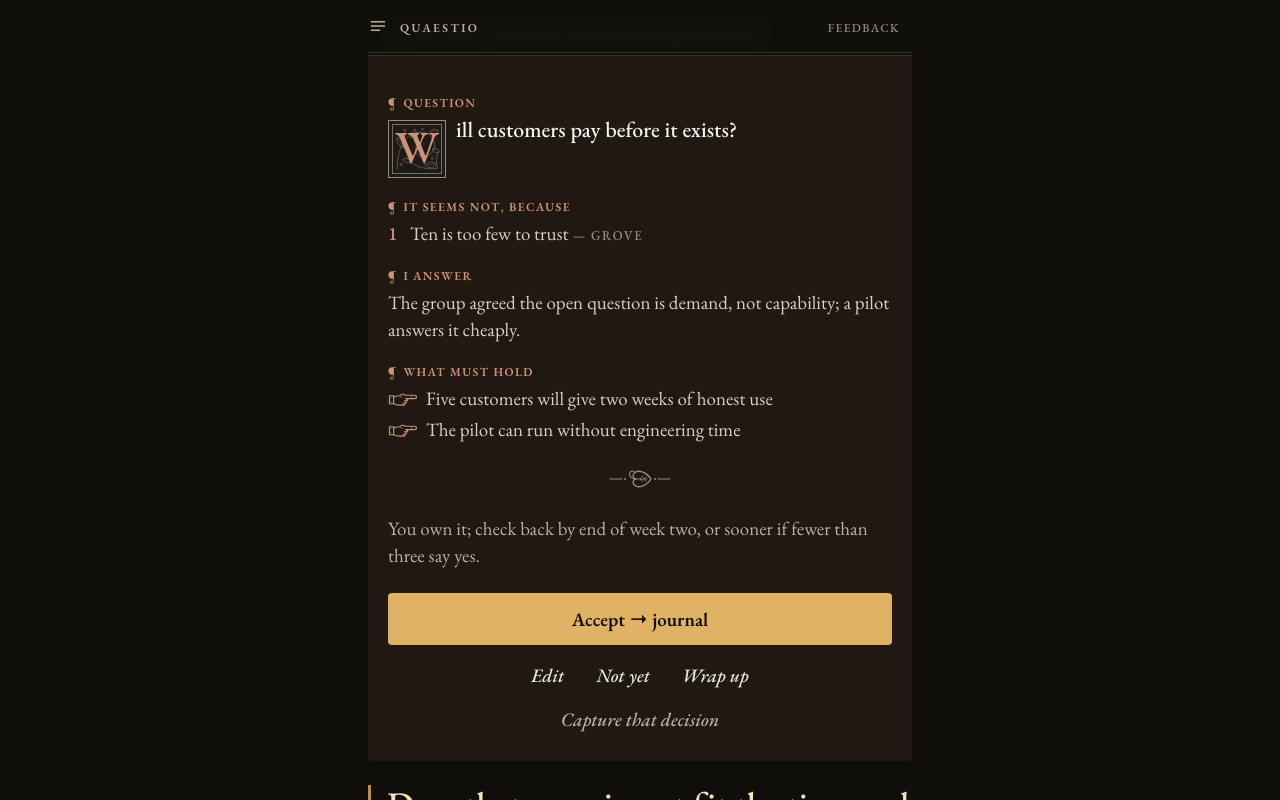 QUAESTIO
FEEDBACK
¶ QUESTION
Will customers pay before it exists?
¶ IT SEEMS NOT, BECAUSE
1 Ten is too few to trust — GROVE
¶ I ANSWER
The group agreed the open question is demand, not capability; a pilot
answers it cheaply.
¶ WHAT MUST HOLD
☞ Five customers will give two weeks of honest use
☞ The pilot can run without engineering time
You own it; check back by end of week two, or sooner if fewer than
three say yes.
Accept → journal
Edit Not yet Wrap up
Capture that decision